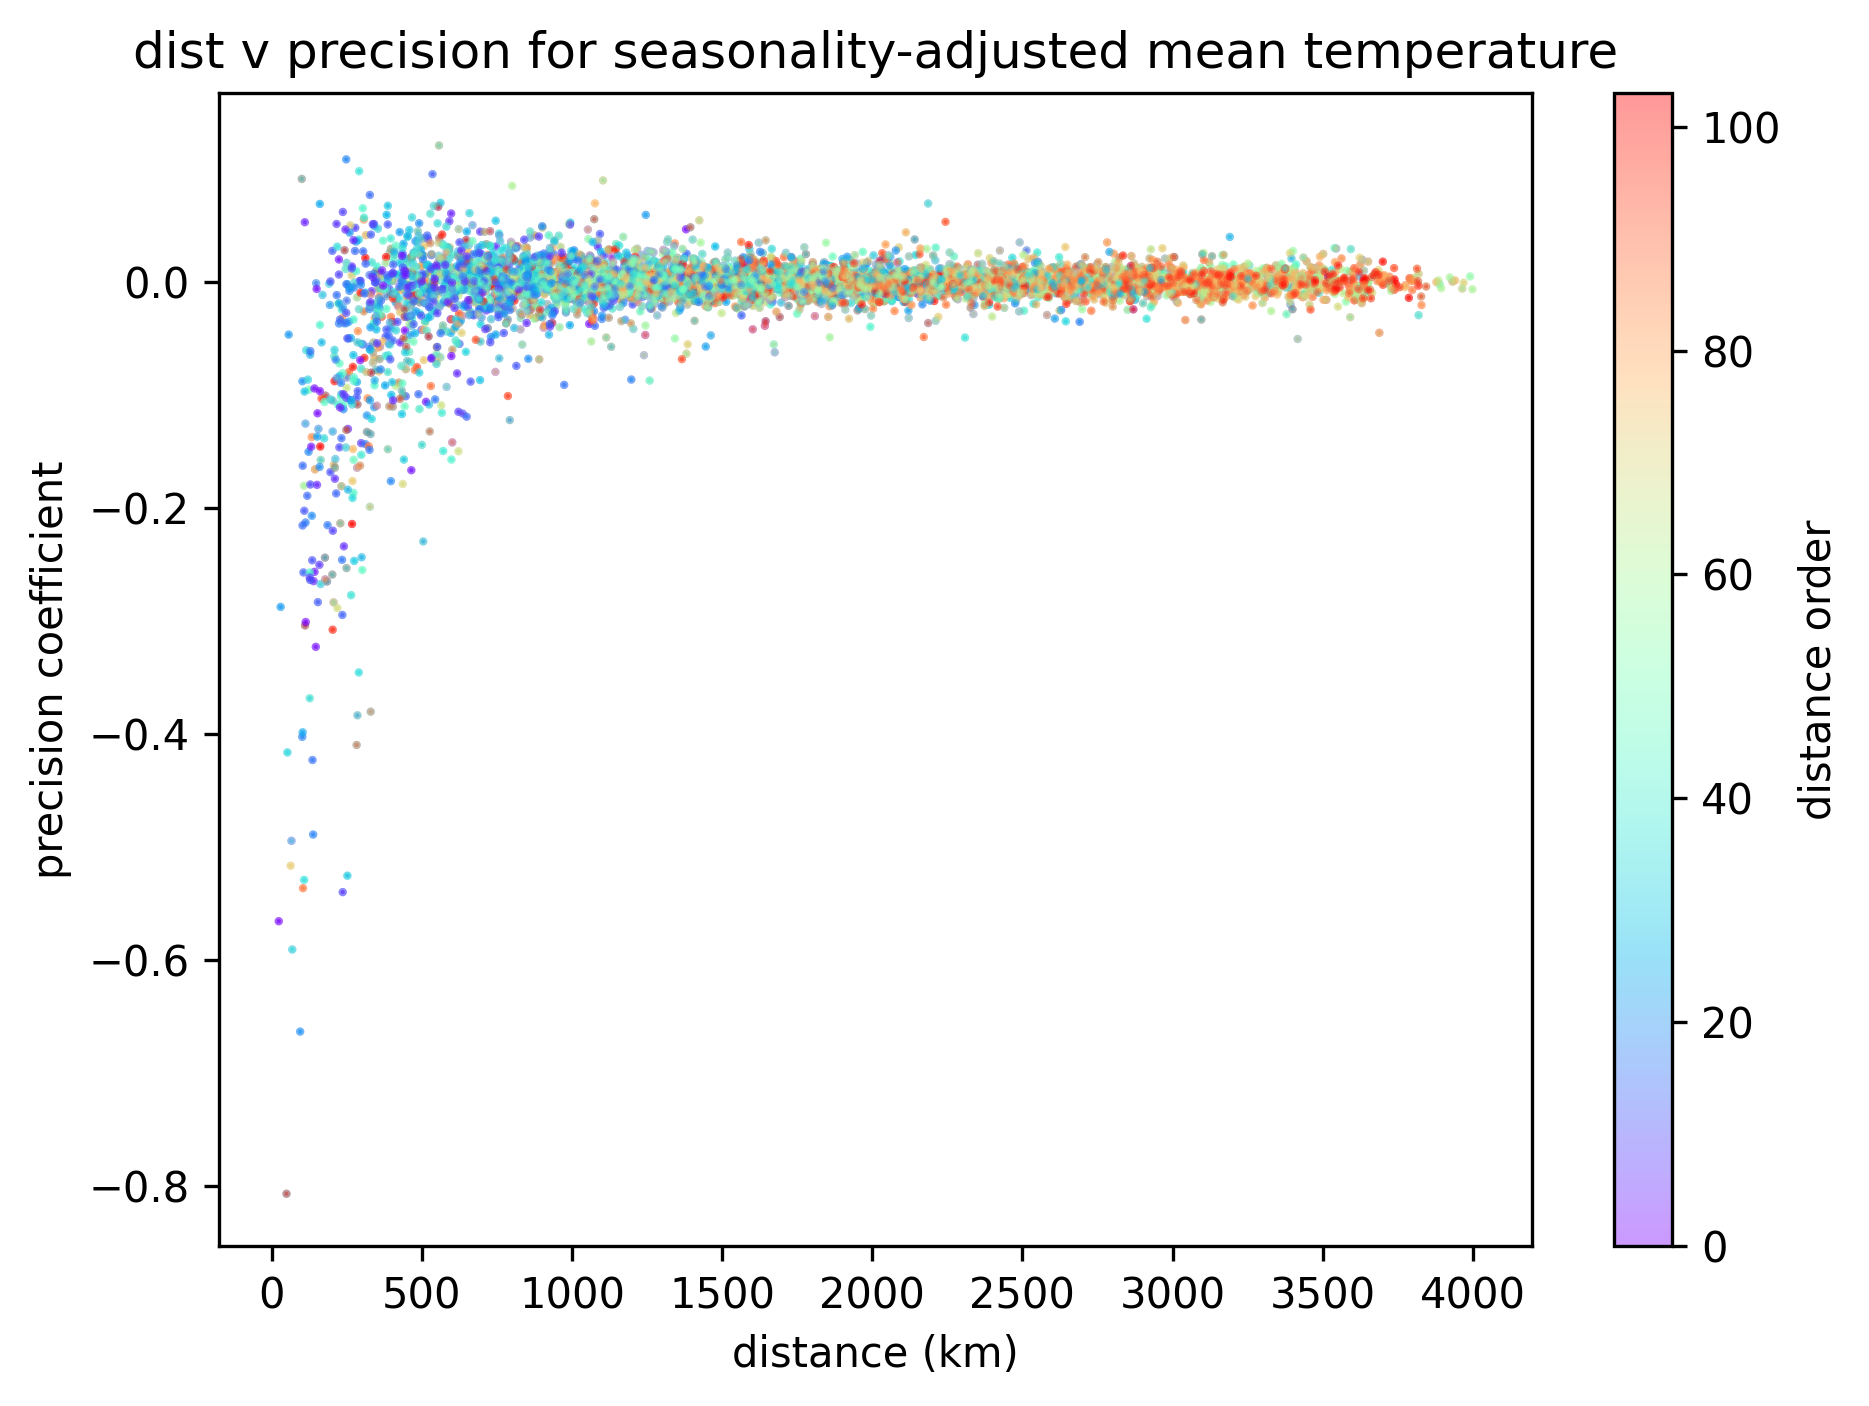 dist v precision for seasonality-adjusted mean temperature
0.0
−0.2
−0.4
−0.6
−0.8
precision coefficient
0 500 1000 1500 2000 2500 3000 3500 4000
distance (km)
100
80
60
40
20
0
distance order